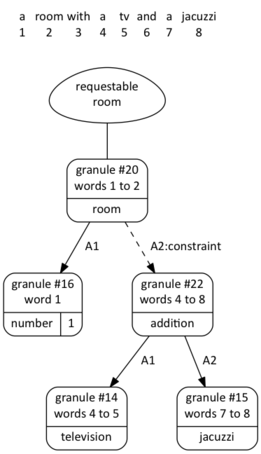 a room with a tv and a jacuzzi
1 2 3 4 5 6 7 8
requestable
room
granule #20
words 1 to 2
room
A1
A2:constraint
granule #16
word 1
number 1
granule #22
words 4 to 8
addition
A1
A2
granule #14
words 4 to 5
television
granule #15
words 7 to 8
jacuzzi